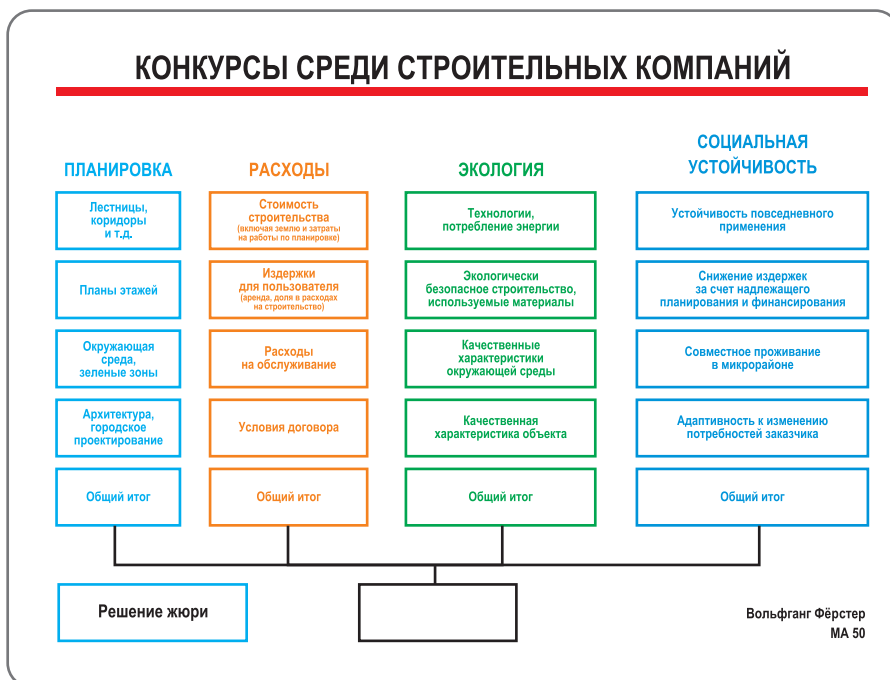 КОНКУРСЫ СРЕДИ СТРОИТЕЛЬНЫХ КОМПАНИЙ
ПЛАНИРОВКА
Лестницы,
коридоры
и т.д.
Планы этажей
Окружающая
среда,
зеленые зоны
Архитектура,
городское
проектирование
Общий итог
РАСХОДЫ
Стоимость
строительства
(включая землю и затраты
на работы по планировке)
Издержки
для пользователя
(аренда, доля в расходах
на строительство)
Расходы
на обслуживание
Условия договора
Общий итог
ЭКОЛОГИЯ
Технологии,
потребление энергии
Экологически
безопасное строительство,
используемые материалы
Качественные
характеристики
окружающей среды
Качественная
характеристика объекта
Общий итог
СОЦИАЛЬНАЯ
УСТОЙЧИВОСТЬ
Устойчивость повседневного
применения
Снижение издержек
за счет надлежащего
планирования и финансирования
Совместное проживание
в микрорайоне
Адаптивность к изменению
потребностей заказчика
Общий итог
Решение жюри
Вольфганг Фёрстер
МА 50